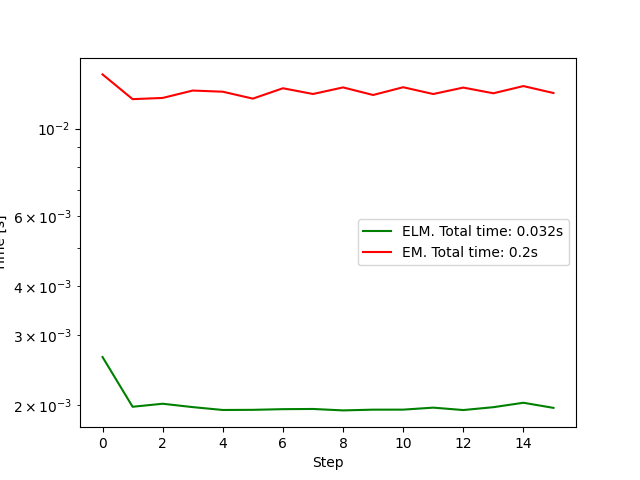 10⁻²
6 × 10⁻³
4 × 10⁻³
3 × 10⁻³
2 × 10⁻³
ELM. Total time: 0.032s
EM. Total time: 0.2s
0 2 4 6 8 10 12 14
Step